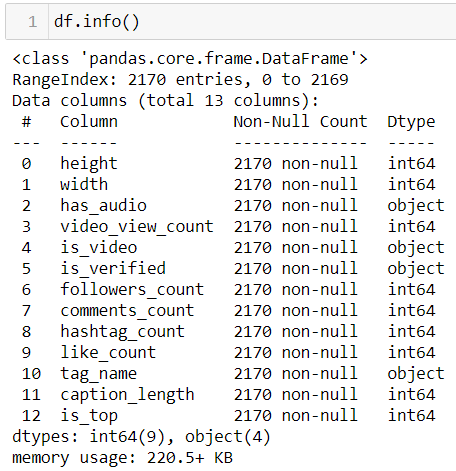 1 df.info()
<class 'pandas.core.frame.DataFrame'>
RangeIndex: 2170 entries, 0 to 2169
Data columns (total 13 columns):
 #   Column            Non-Null Count  Dtype
---  ------            --------------  -----
 0   height            2170 non-null   int64
 1   width             2170 non-null   int64
 2   has_audio         2170 non-null   object
 3   video_view_count  2170 non-null   int64
 4   is_video          2170 non-null   object
 5   is_verified       2170 non-null   object
 6   followers_count   2170 non-null   int64
 7   comments_count    2170 non-null   int64
 8   hashtag_count     2170 non-null   int64
 9   like_count        2170 non-null   int64
 10  tag_name          2170 non-null   object
 11  caption_length    2170 non-null   int64
 12  is_top            2170 non-null   int64
dtypes: int64(9), object(4)
memory usage: 220.5+ KB